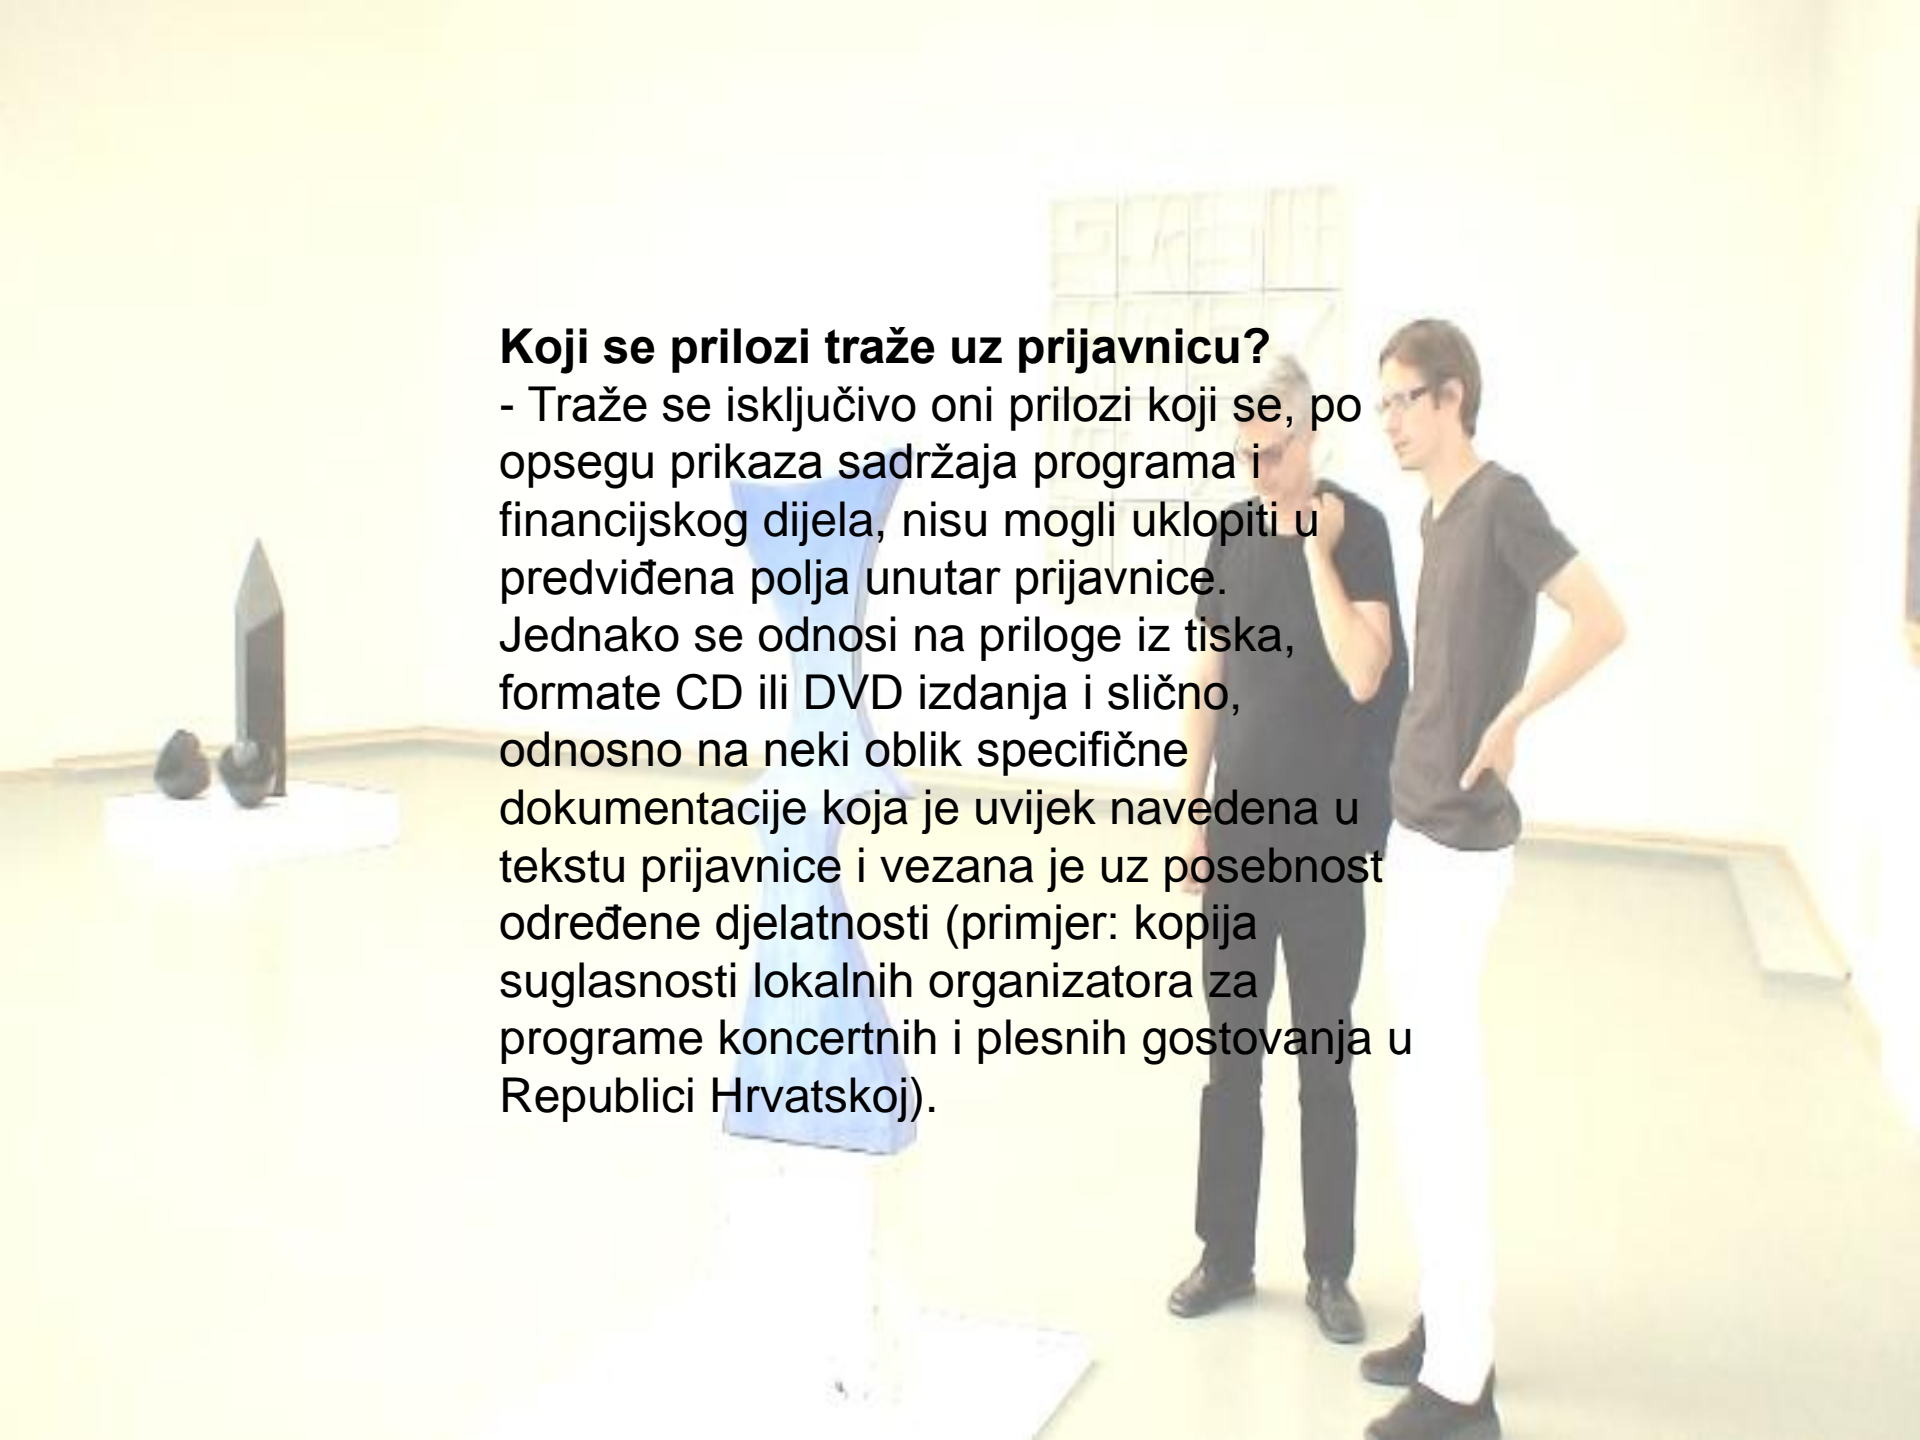 Koji se prilozi traže uz prijavnicu?
- Traže se isključivo oni prilozi koji se, po
opsegu prikaza sadržaja programa i
financijskog dijela, nisu mogli uklopiti u
predviđena polja unutar prijavnice.
Jednako se odnosi na priloge iz tiska,
formate CD ili DVD izdanja i slično,
odnosno na neki oblik specifične
dokumentacije koja je uvijek navedena u
tekstu prijavnice i vezana je uz posebnost
određene djelatnosti (primjer: kopija
suglasnosti lokalnih organizatora za
programe koncertnih i plesnih gostovanja u
Republici Hrvatskoj).